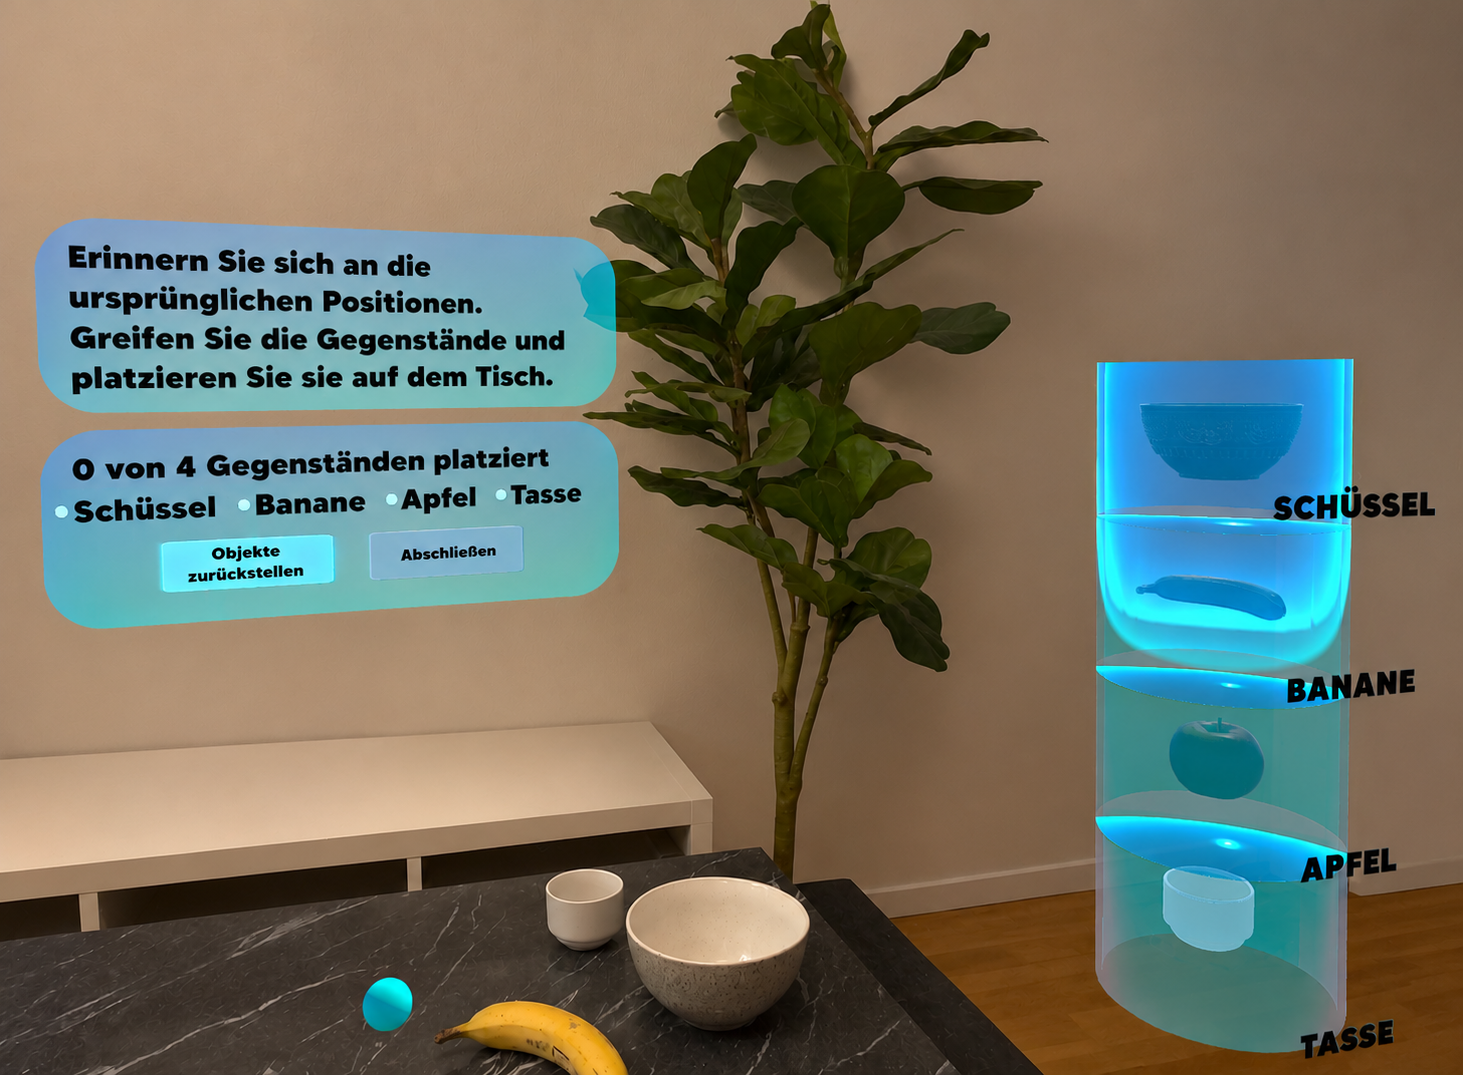 Erinnern Sie sich an die
ursprünglichen Positionen.
Greifen Sie die Gegenstände und
platzieren Sie sie auf dem Tisch.
0 von 4 Gegenständen platziert
Schüssel Banane Apfel Tasse
Objekte
zurückstellen
Abschließen
SCHÜSSEL
BANANE
APFEL
TASSE